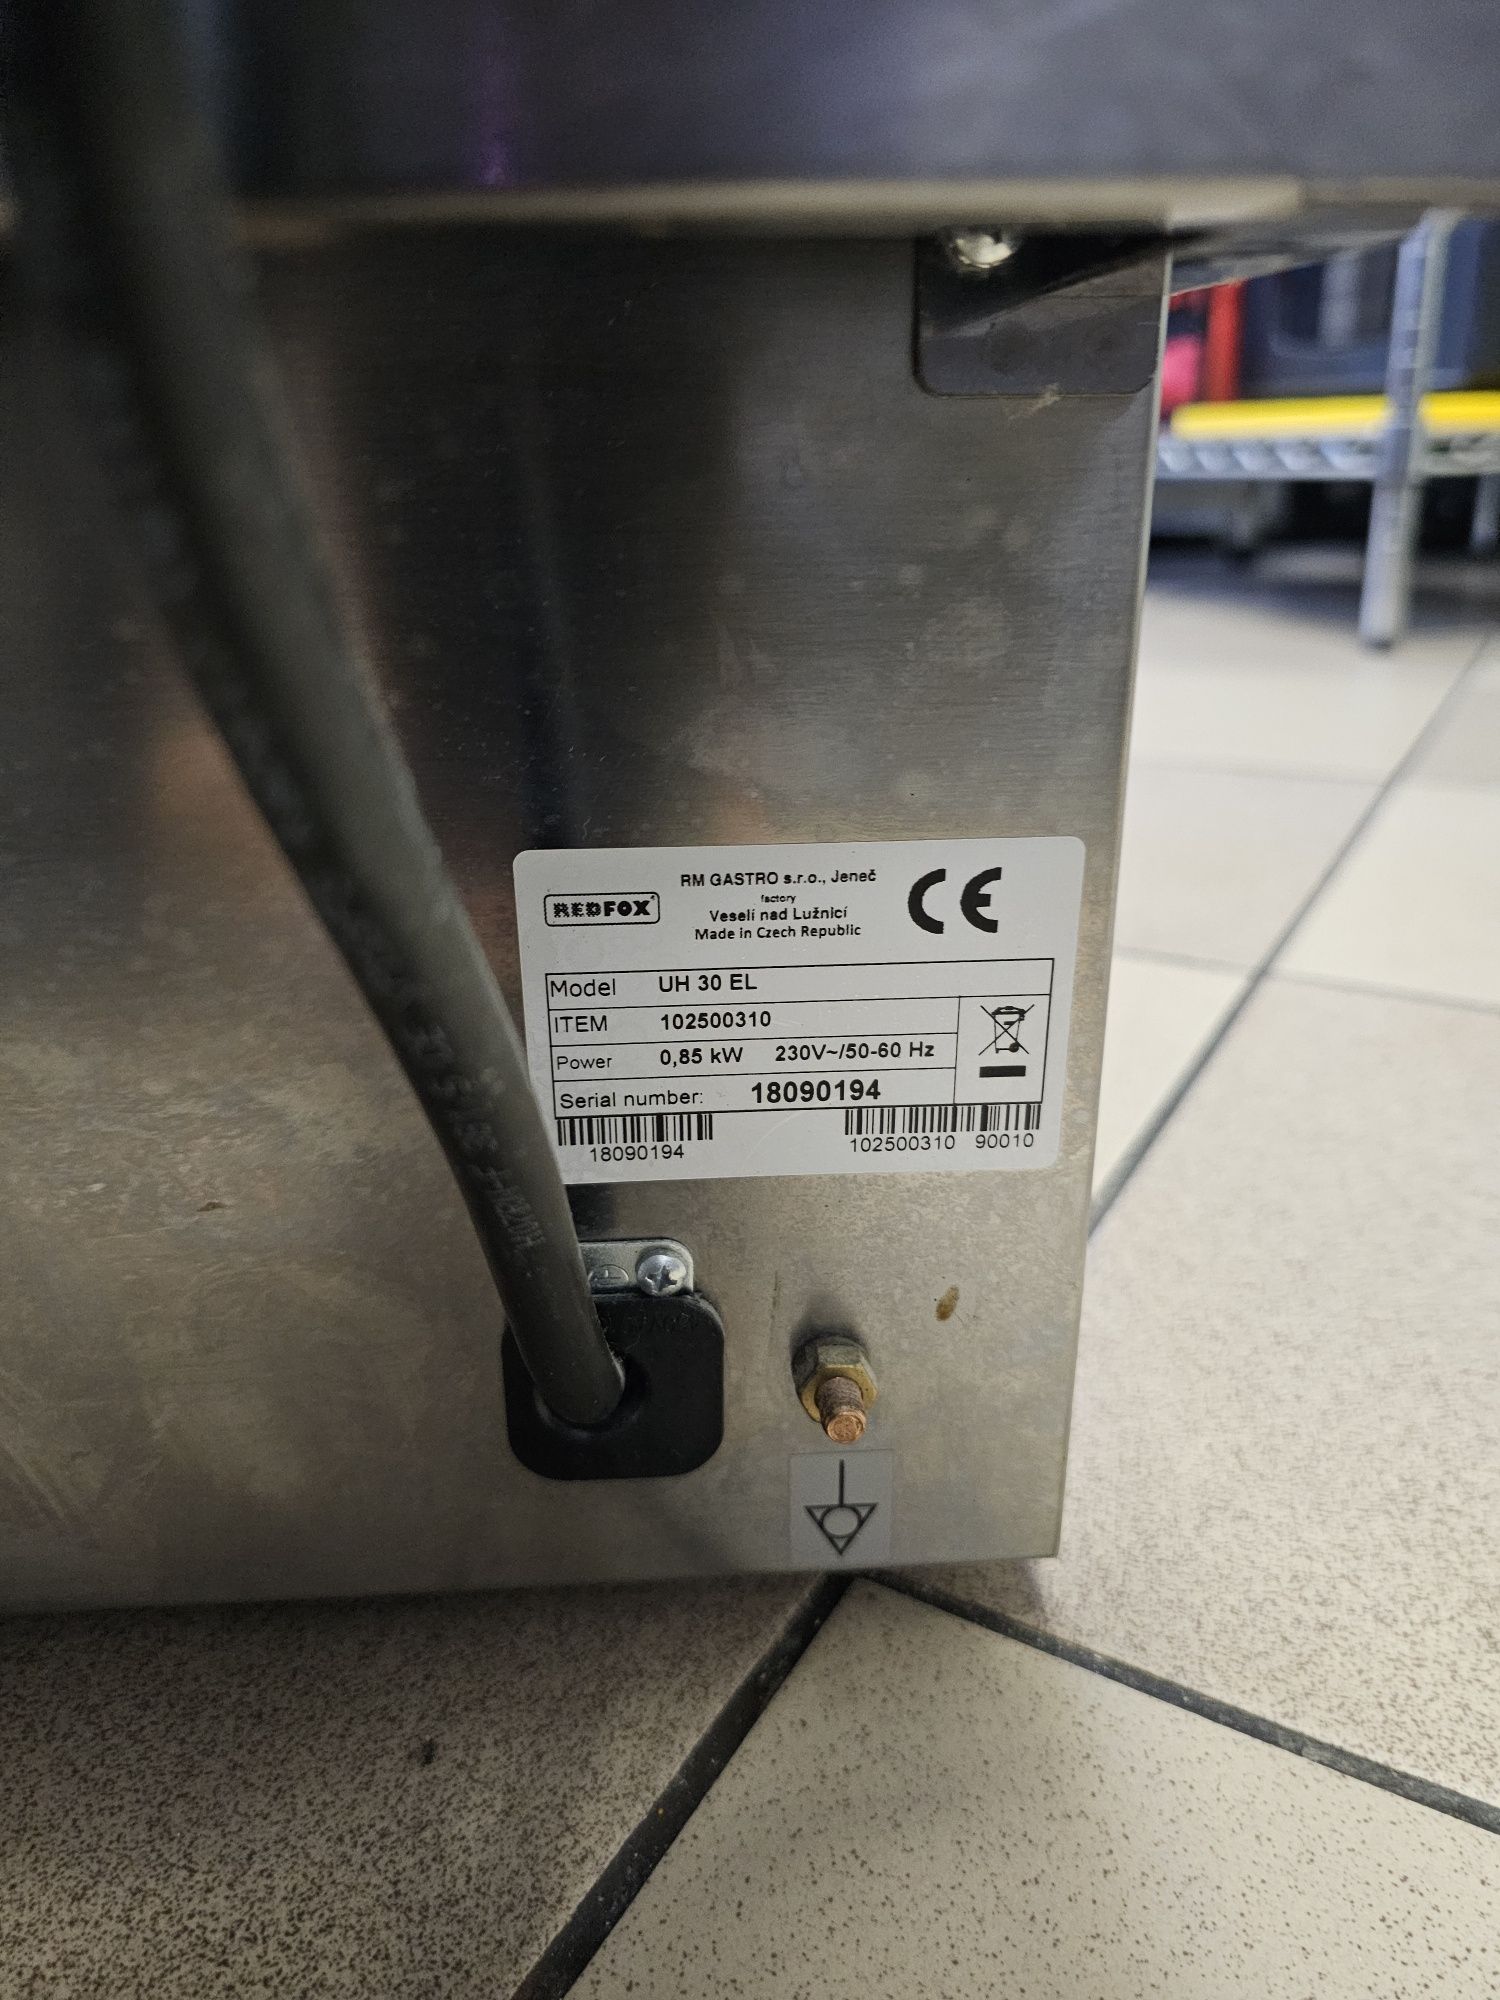 REDFOX
RM GASTRO s.r.o., Jeneč
factory
Veselí nad Lužnicí
Made in Czech Republic
CE
Model UH 30 EL
ITEM 102500310
Power 0,85 kW 230V~/50-60 Hz
Serial number: 18090194
18090194
102500310 90010